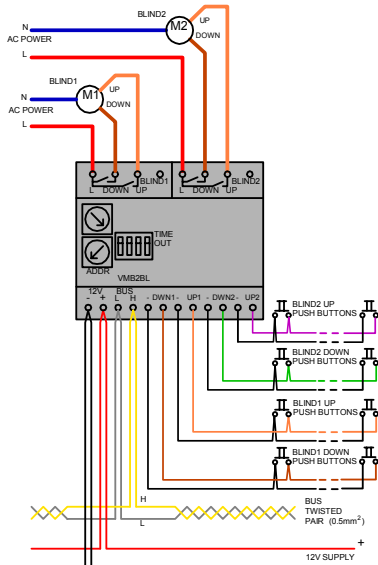 BLIND2
UP
N
M2
AC POWER
DOWN
L
BLIND1
UP
N
M1
AC POWER
DOWN
L
BLIND1 BLIND2
L DOWN UP L DOWN UP
TIME
OUT
ADDR
VMB2BL
12V BUS
- + L H - DWN1 - UP1 - DWN2 - UP2
BLIND2 UP
PUSH BUTTONS
BLIND2 DOWN
PUSH BUTTONS
BLIND1 UP
PUSH BUTTONS
BLIND1 DOWN
PUSH BUTTONS
H
L
BUS
TWISTED
PAIR (0.5mm²)
+
12V SUPPLY